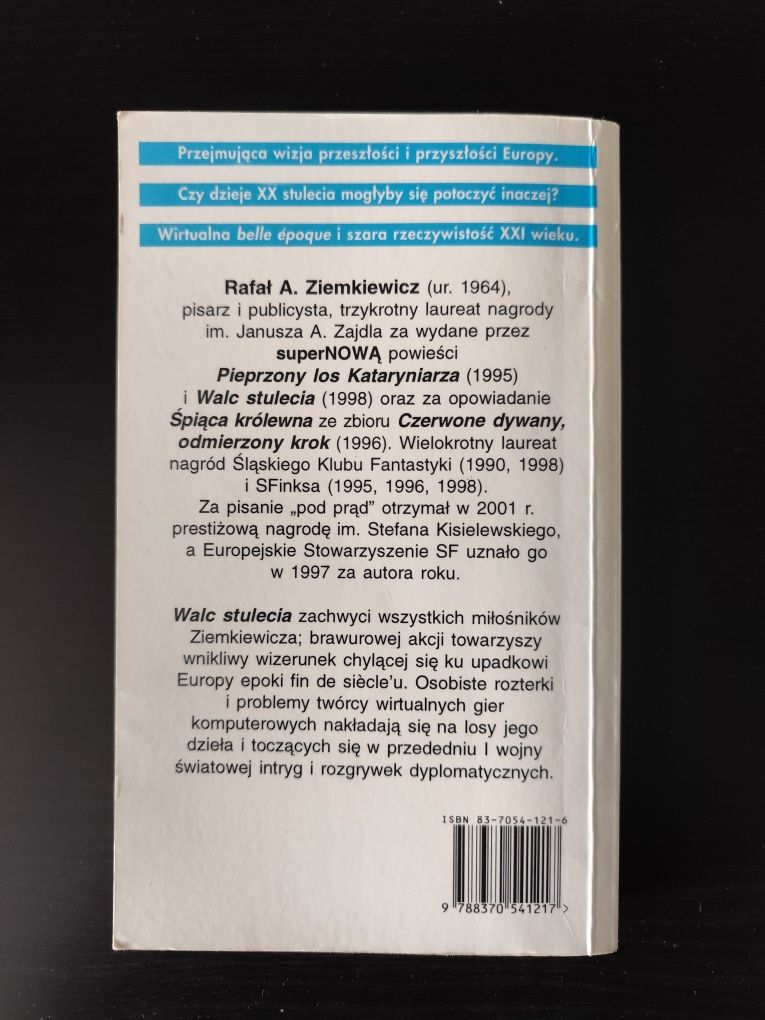 Przejmująca wizja przeszłości i przyszłości Europy.
Czy dzieje XX stulecia mogłyby się potoczyć inaczej?
Wirtualna belle époque i szara rzeczywistość XXI wieku.
Rafał A. Ziemkiewicz (ur. 1964),
pisarz i publicysta, trzykrotny laureat nagrody
im. Janusza A. Zajdla za wydane przez
superNOWĄ powieści
Pieprzony los Kataryniarza (1995)
i Walc stulecia (1998) oraz za opowiadanie
Śpiąca królewna ze zbioru Czerwone dywany,
odmierzony krok (1996). Wielokrotny laureat
nagród Śląskiego Klubu Fantastyki (1990, 1998)
i SFinksa (1995, 1996, 1998).
Za pisanie „pod prąd” otrzymał w 2001 r.
prestiżową nagrodę im. Stefana Kisielewskiego,
a Europejskie Stowarzyszenie SF uznało go
w 1997 za autora roku.
Walc stulecia zachwyci wszystkich miłośników
Ziemkiewicza; brawurowej akcji towarzyszy
wnikliwy wizerunek chylącej się ku upadkowi
Europy epoki fin de siècle'u. Osobiste rozterki
i problemy twórcy wirtualnych gier
komputerowych nakładają się na losy jego
dzieła i toczących się w przededniu I wojny
światowej intryg i rozgrywek dyplomatycznych.
ISBN 83-7054-121-6
9 788370 541217 >